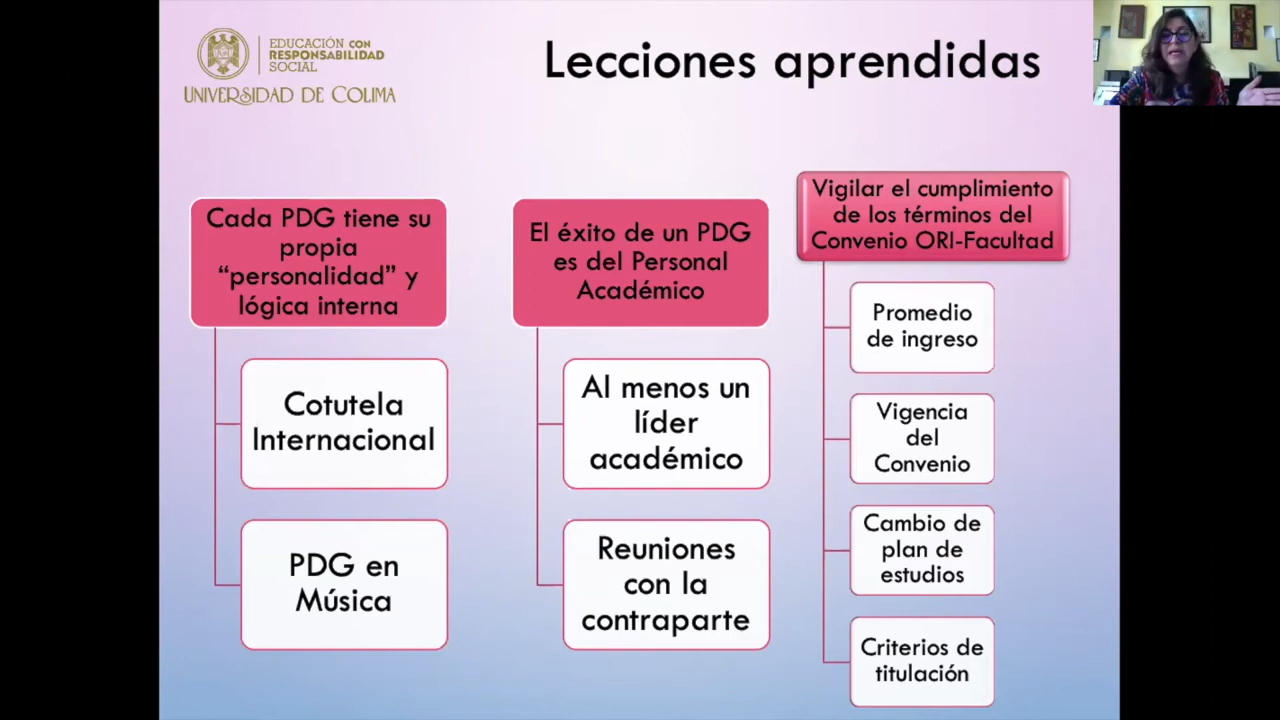 EDUCACIÓN CON
RESPONSABILIDAD
SOCIAL
UNIVERSIDAD DE COLIMA
Lecciones aprendidas
Cada PDG tiene su
propia
“personalidad” y
lógica interna
Cotutela
Internacional
PDG en
Música
El éxito de un PDG
es del Personal
Académico
Al menos un
líder
académico
Reuniones
con la
contraparte
Vigilar el cumplimiento
de los términos del
Convenio ORI-Facultad
Promedio
de ingreso
Vigencia
del
Convenio
Cambio de
plan de
estudios
Criterios de
titulación